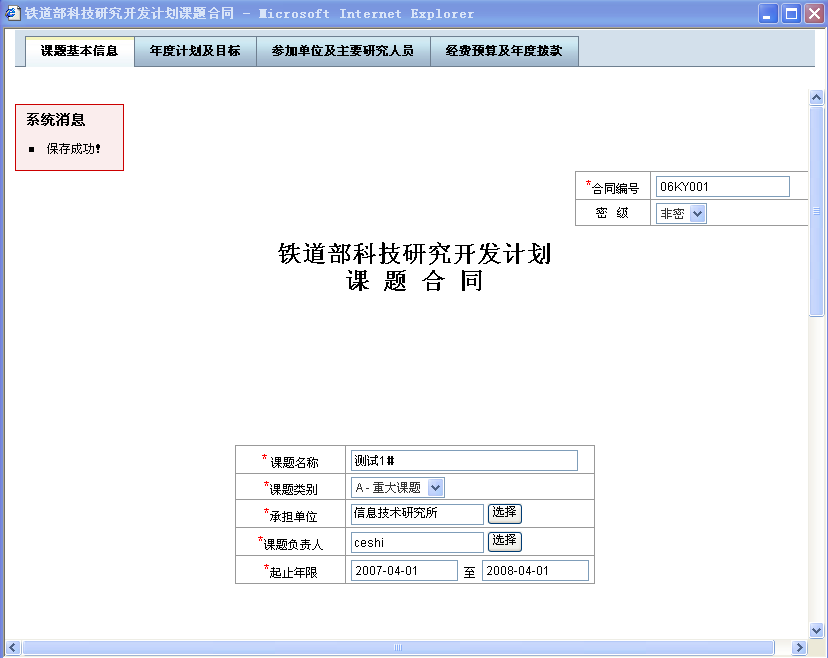 铁道部科技研究开发计划课题合同 - Microsoft Internet Explorer
课题基本信息 年度计划及目标 参加单位及主要研究人员 经费预算及年度拨款
系统消息
■ 保存成功!
*合同编号 06KY001
密 级 非密
铁道部科技研究开发计划
课 题 合 同
*课题名称 测试1#
*课题类别 A - 重大课题
*承担单位 信息技术研究所 选择
*课题负责人 ceshi 选择
*起止年限 2007-04-01 至 2008-04-01